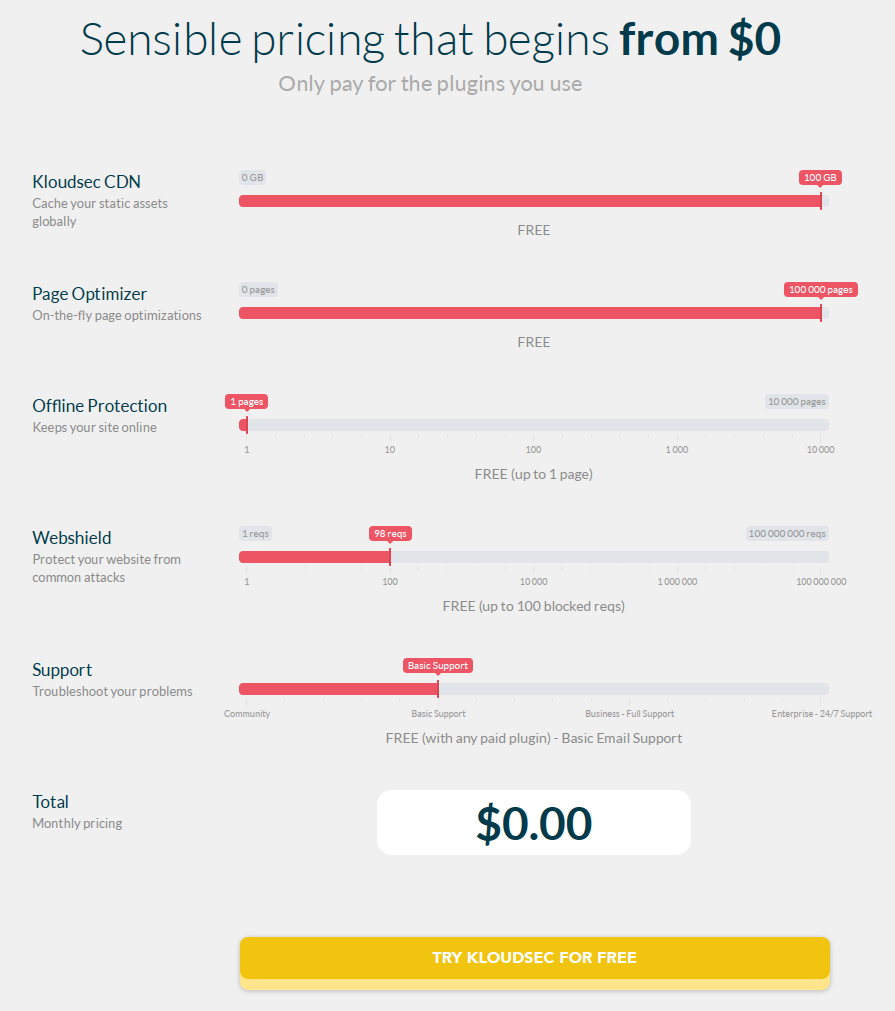 Sensible pricing that begins from $0
Only pay for the plugins you use
Kloudsec CDN
Cache your static assets
globally
0 GB
100 GB
FREE
Page Optimizer
On-the-fly page optimizations
0 pages
100 000 pages
FREE
Offline Protection
Keeps your site online
1 pages
10 000 pages
1 10 100 1 000 10 000
FREE (up to 1 page)
Webshield
Protect your website from
common attacks
1 reqs
98 reqs
100 000 000 reqs
1 100 10 000 1 000 000 100 000 000
FREE (up to 100 blocked reqs)
Support
Troubleshoot your problems
Basic Support
Community Basic Support Business - Full Support Enterprise - 24/7 Support
FREE (with any paid plugin) - Basic Email Support
Total
Monthly pricing
$0.00
TRY KLOUDSEC FOR FREE